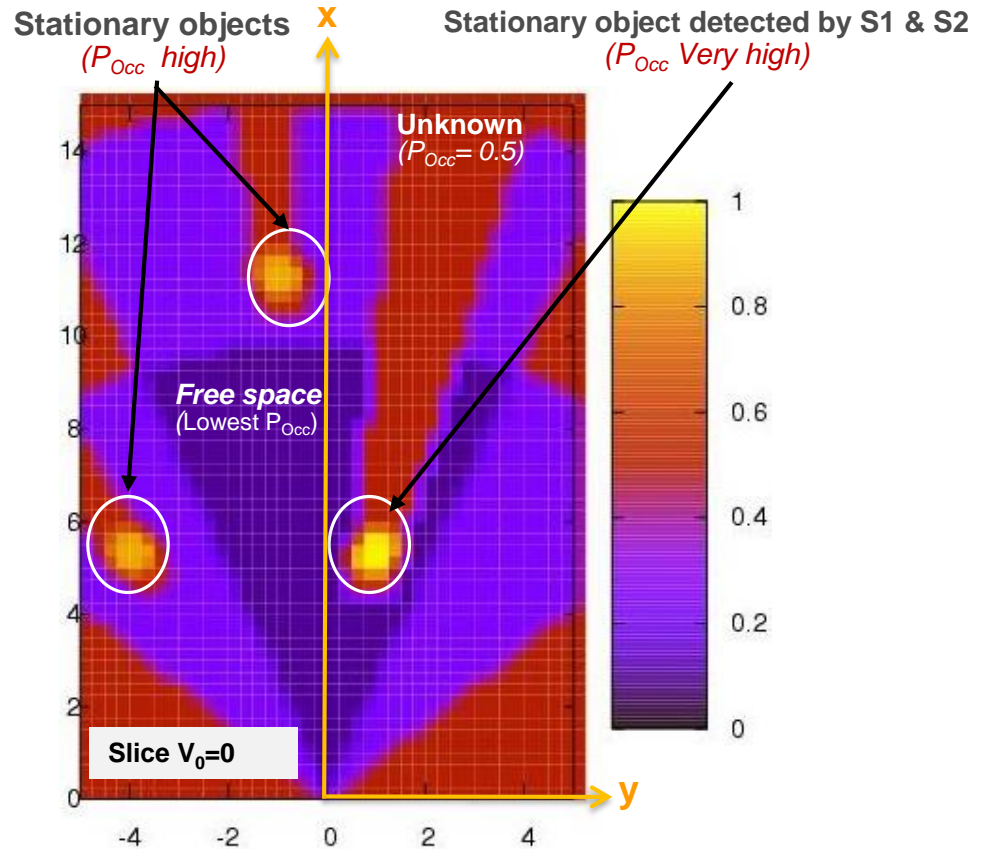 Stationary objects
(P_Occ high)
x
Stationary object detected by S1 & S2
(P_Occ Very high)
Unknown
(P_Occ= 0.5)
14
12
10
8
6
4
2
0
Free space
(Lowest P_Occ)
Slice V_0=0
y
-4
-2
0
2
4
1
0.8
0.6
0.4
0.2
0